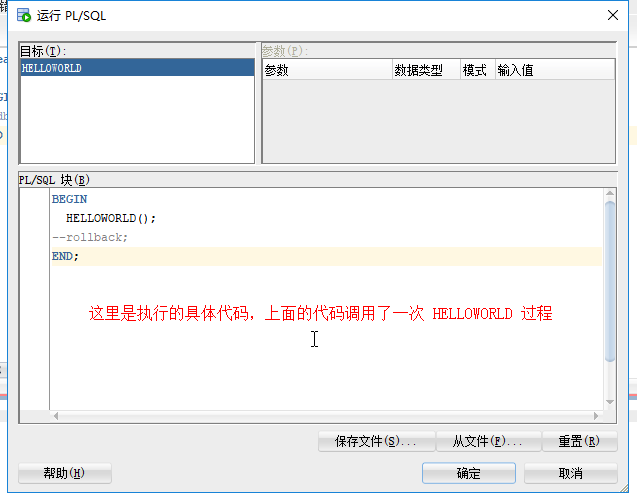 运行 PL/SQL
目标(T):
HELLOWORLD
参数(P):
参数 数据类型 模式 输入值
PL/SQL 块(B)
BEGIN
HELLOWORLD();
--rollback;
END;
这里是执行的具体代码，上面的代码调用了一次 HELLOWORLD 过程
保存文件(S)... 从文件(F)... 重置(R)
帮助(H) 确定 取消